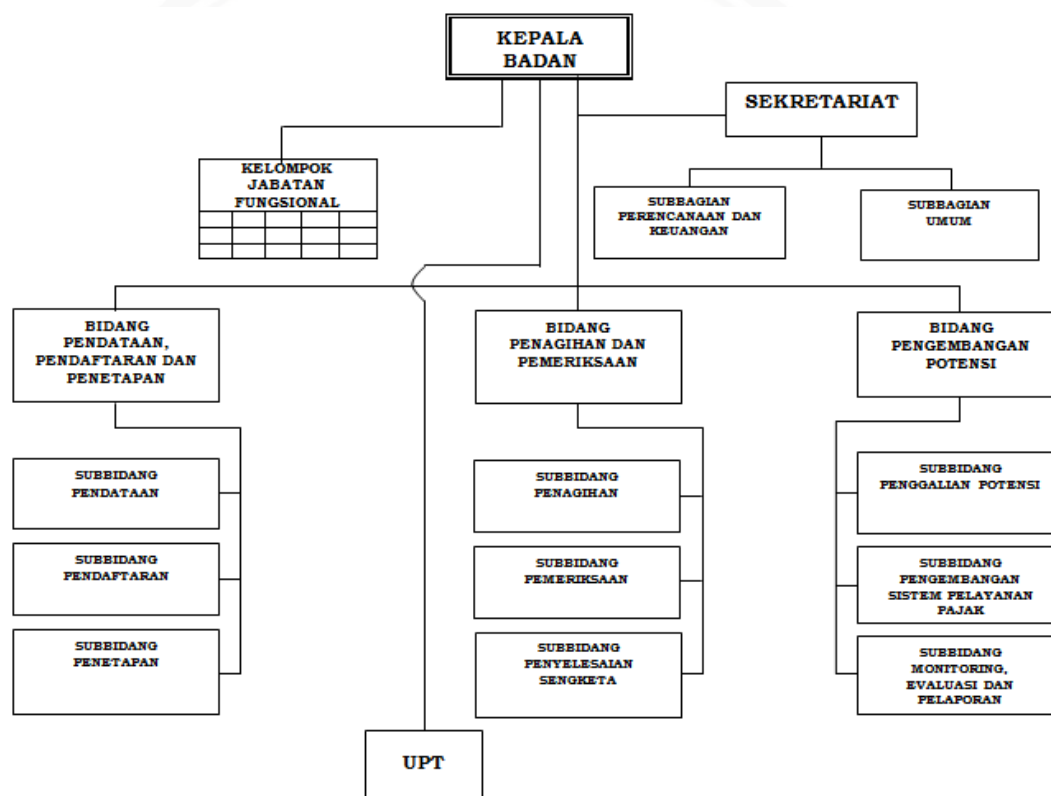 KEPALA
BADAN
SEKRETARIAT
KELOMPOK
JABATAN
FUNGSIONAL
SUBBAGIAN
PERENCANAAN DAN
KEUANGAN
SUBBAGIAN
UMUM
BIDANG
PENDATAAN,
PENDAFTARAN DAN
PENETAPAN
BIDANG
PENAGIHAN DAN
PEMERIKSAAN
BIDANG
PENGEMBANGAN
POTENSI
SUBBIDANG
PENDATAAN
SUBBIDANG
PENAGIHAN
SUBBIDANG
PENGGALIAN POTENSI
SUBBIDANG
PENDAFTARAN
SUBBIDANG
PEMERIKSAAN
SUBBIDANG
PENGEMBANGAN
SISTEM PELAYANAN
PAJAK
SUBBIDANG
PENETAPAN
SUBBIDANG
PENYELESAIAN
SENGKETA
SUBBIDANG
MONITORING,
EVALUASI DAN
PELAPORAN
UPT